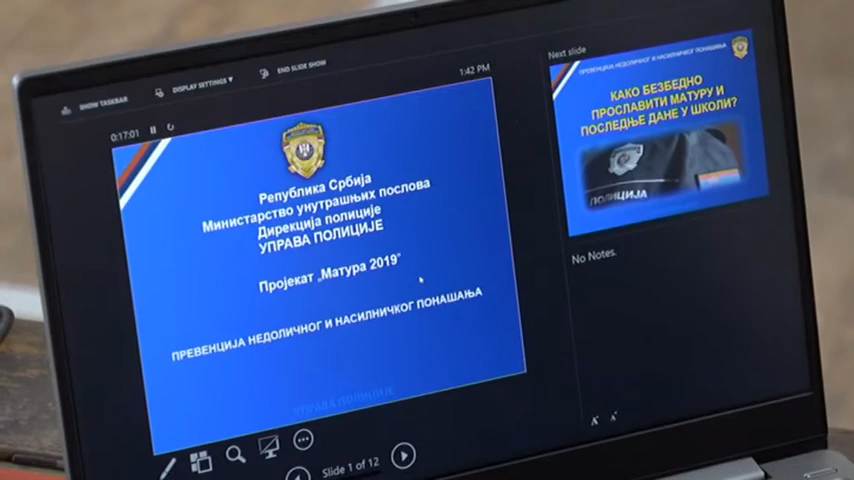 SHOW TASKBAR
DISPLAY SETTINGS ▼
END SLIDE SHOW
0:17:01
1:42 PM
Република Србија
Министарство унутрашњих послова
Дирекција полиције
УПРАВА ПОЛИЦИЈЕ
Пројекат „Матура 2019“
ПРЕВЕНЦИЈА НЕДОЛИЧНОГ И НАСИЛНИЧКОГ ПОНАШАЊА
УПРАВА ПОЛИЦИЈЕ
Slide 1 of 12
Next slide
ПРЕВЕНЦИЈА НЕДОЛИЧНОГ И НАСИЛНИЧКОГ ПОНАШАЊА
КАКО БЕЗБЕДНО
ПРОСЛАВИТИ МАТУРУ И
ПОСЛЕДЊЕ ДАНЕ У ШКОЛИ?
ПОЛИЦИЈА
No Notes.
A A